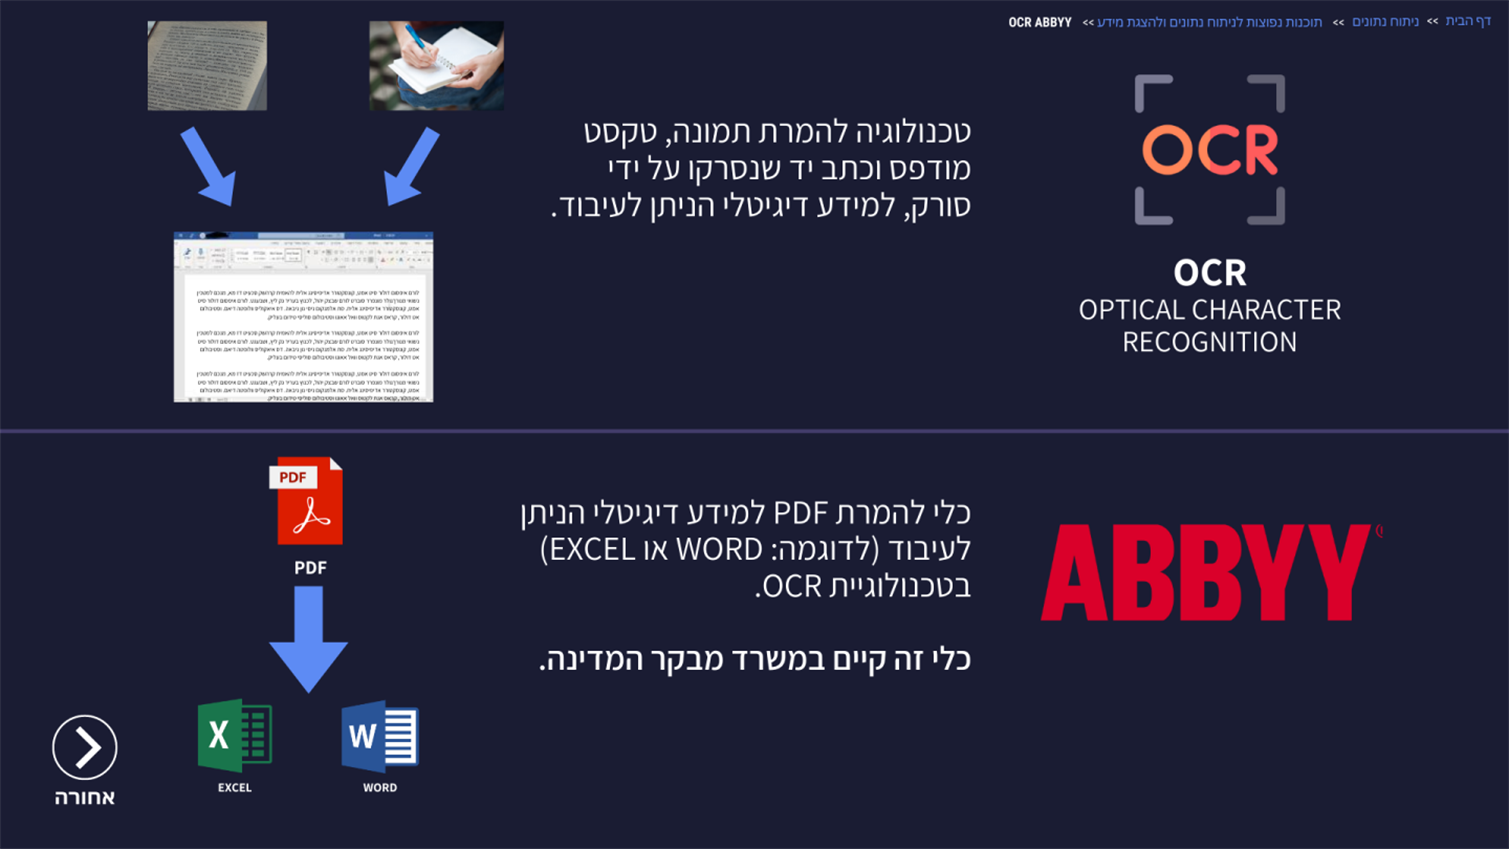 דף הבית >> ניתוח נתונים >> תוכנות נפוצות לניתוח נתונים ולהצגת מידע >> OCR ABBYY
OCR
OCR
OPTICAL CHARACTER
RECOGNITION
טכנולוגיה להמרת תמונה, טקסט
מודפס וכתב יד שנסרקו על ידי
סורק, למידע דיגיטלי הניתן לעיבוד.
ABBYY
כלי להמרת PDF למידע דיגיטלי הניתן
לעיבוד (לדוגמה: WORD או EXCEL)
בטכנולוגיית OCR.
כלי זה קיים במשרד מבקר המדינה.
PDF
PDF
W
X
WORD
EXCEL
אחורה